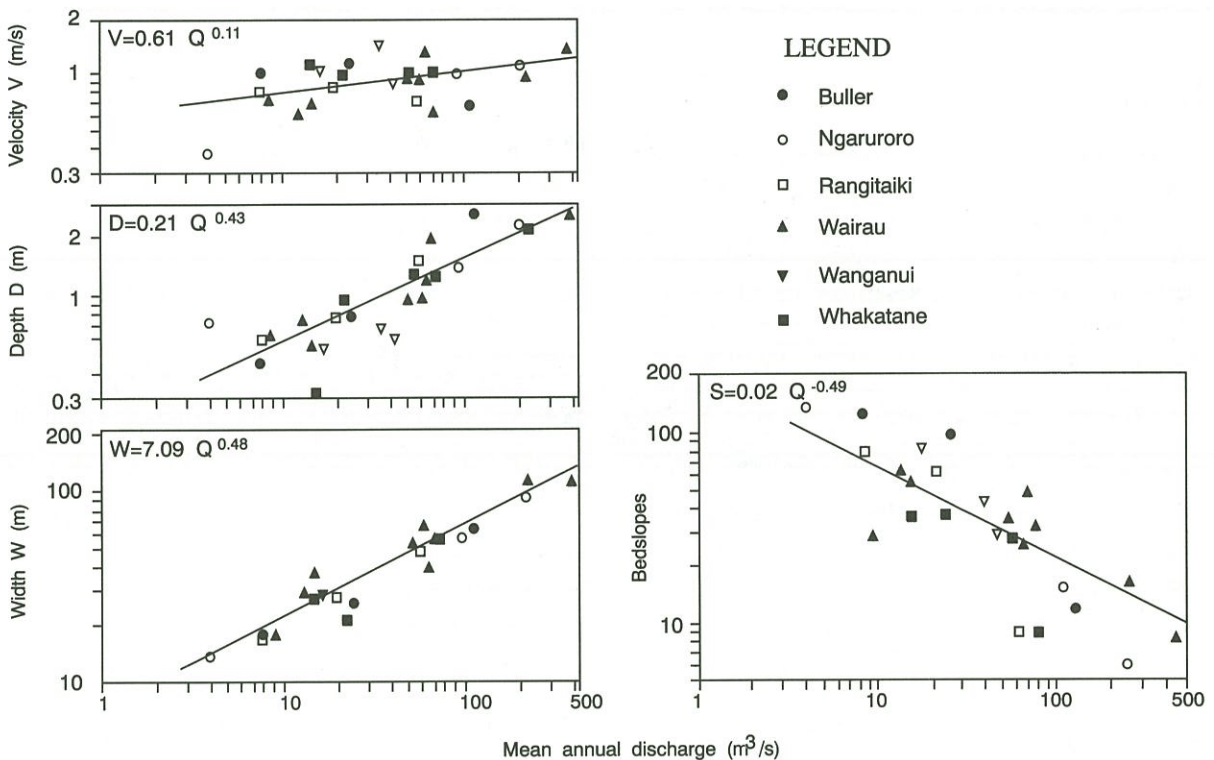 V=0.61 Q^0.11
2
1
0.3
Velocity V (m/s)
D=0.21 Q^0.43
2
1
0.3
Depth D (m)
W=7.09 Q^0.48
200
100
10
Width W (m)
1 10 100 500
LEGEND
Buller
Ngaruroro
Rangitaiki
Wairau
Wanganui
Whakatane
S=0.02 Q^-0.49
200
100
10
Bedslopes
1 10 100 500
Mean annual discharge (m³/s)